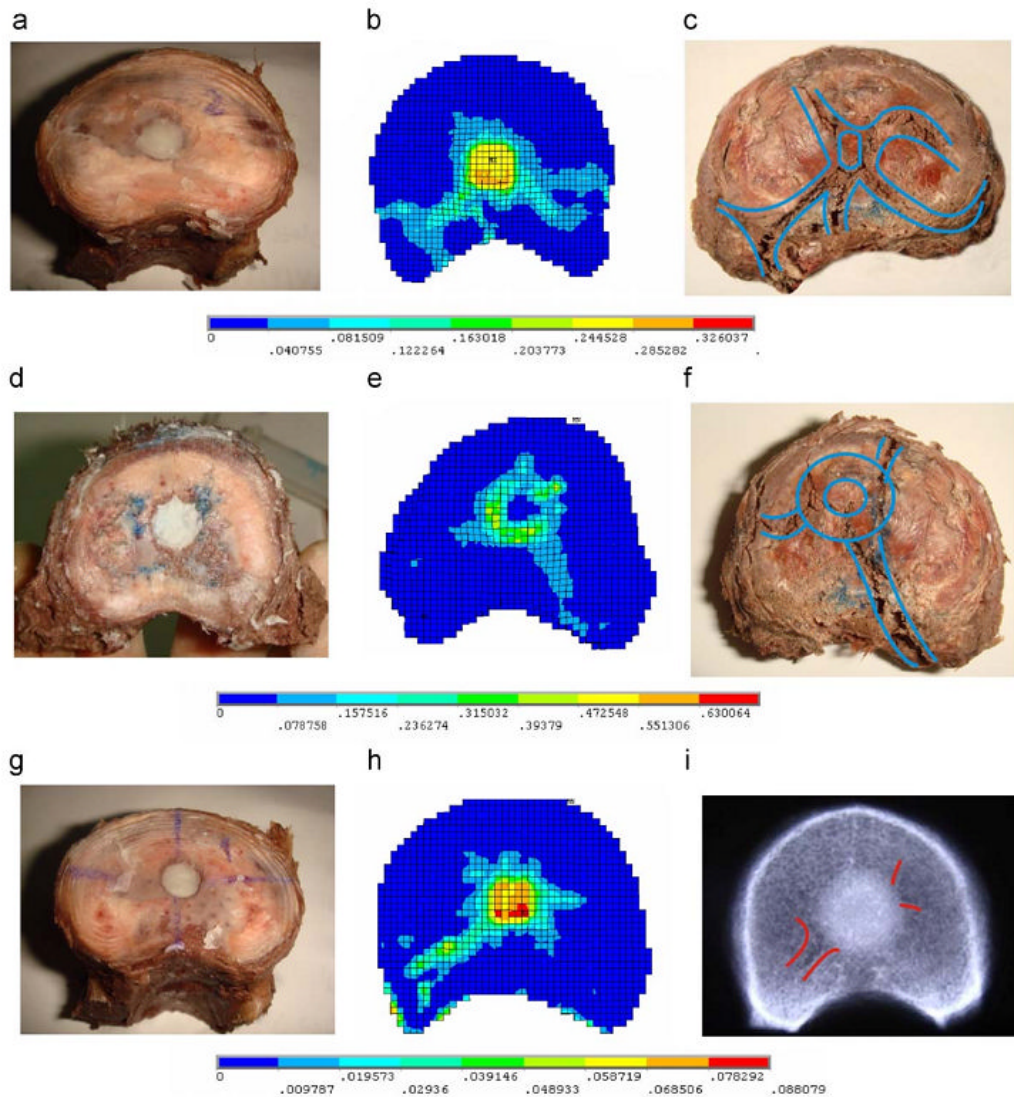 a b c
0 .081509 .163018 .244528 .326037
.040755 .122264 .203773 .285282 .
d e f
0 .157516 .315032 .472548 .630064
.078758 .236274 .39379 .551306
g h i
0 .019573 .039146 .058719 .078292
.009787 .02936 .048933 .068506 .088079